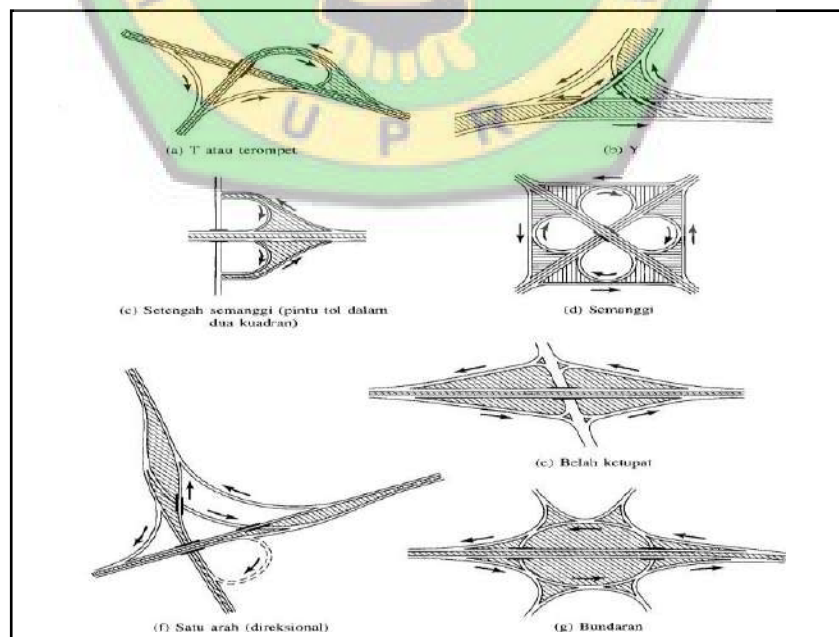 U P R
(a) T atau terompet
(b) Y
(c) Setengah semanggi (pintu tol dalam
dua kuadran)
(d) Semanggi
(e) Belah ketupat
(f) Satu arah (direksional)
(g) Bundaran